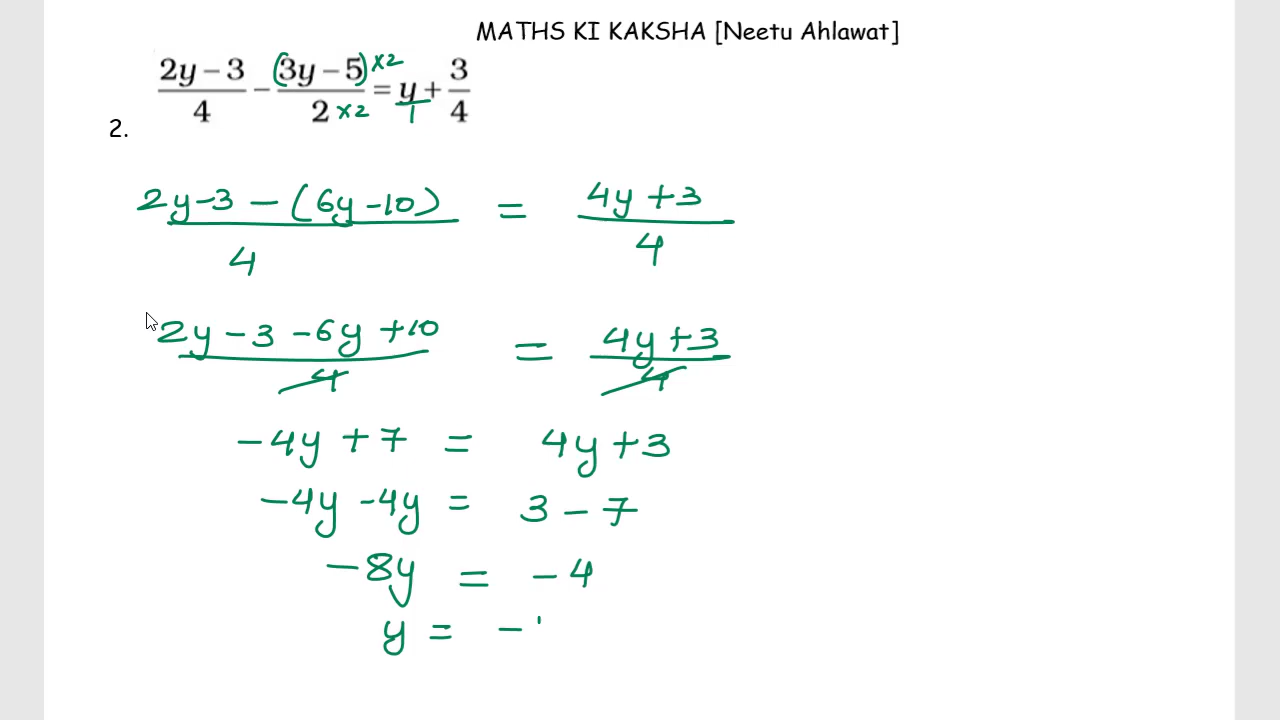 MATHS KI KAKSHA [Neetu Ahlawat]
2. (2y − 3)/4 − (3y − 5)×2/2×2 = y/1 + 3/4
2y − 3 − (6y − 10)/4 = 4y + 3/4
2y − 3 − 6y + 10/4 = 4y + 3/4
−4y + 7 = 4y + 3
−4y − 4y = 3 − 7
−8y = −4
y = −